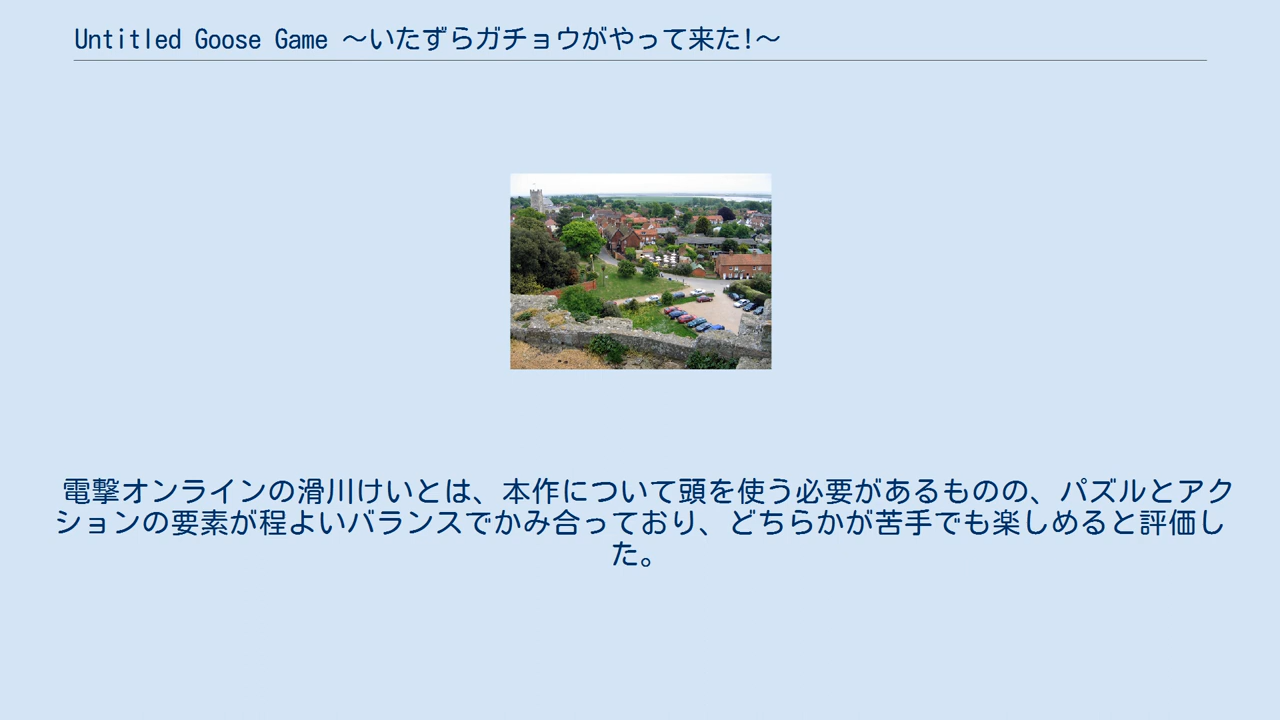 Untitled Goose Game 〜いたずらガチョウがやって来た!〜
電撃オンラインの滑川けいとは、本作について頭を使う必要があるものの、パズルとアク
ションの要素が程よいバランスでかみ合っており、どちらかが苦手でも楽しめると評価し
た。